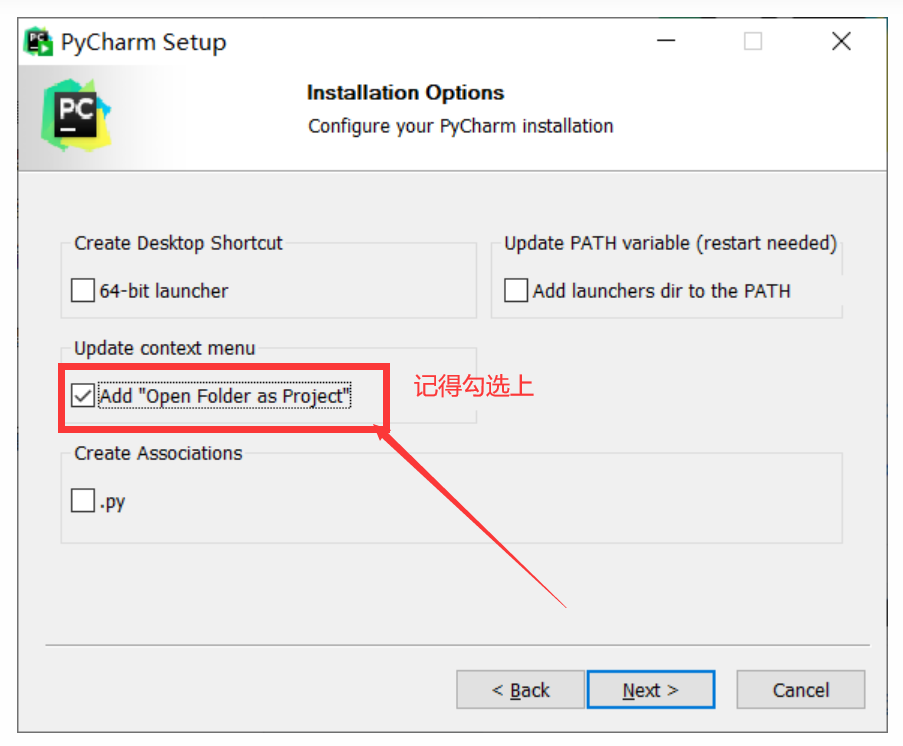 PyCharm Setup
PC
Installation Options
Configure your PyCharm installation
Create Desktop Shortcut
64-bit launcher
Update PATH variable (restart needed)
Add launchers dir to the PATH
Update context menu
Add "Open Folder as Project"
记得勾选上
Create Associations
.py
< Back
Next >
Cancel